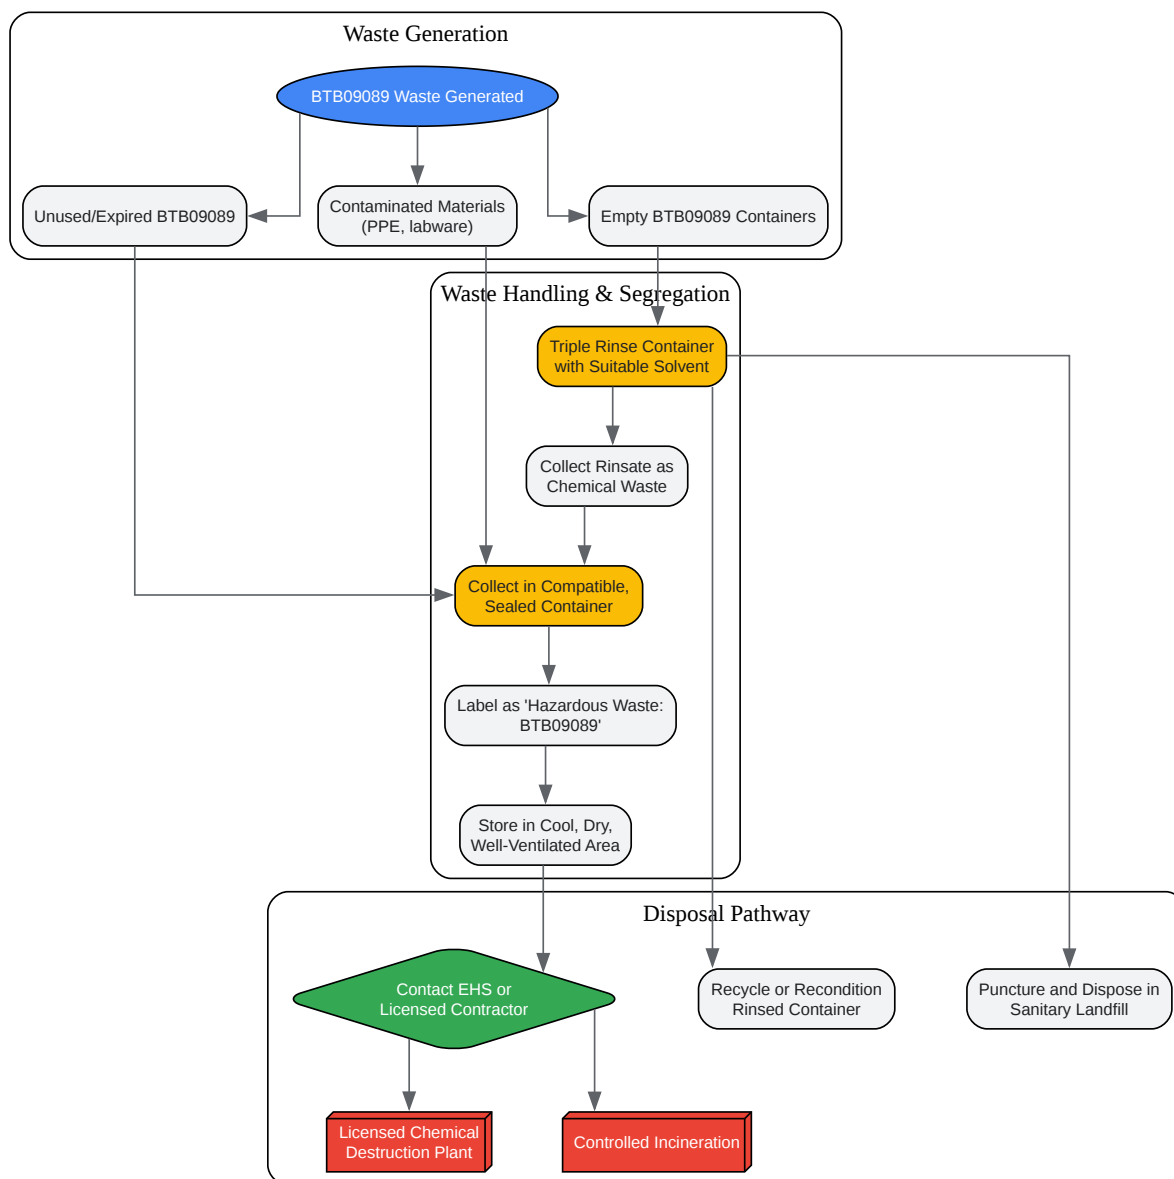 Waste Generation
BTB09089 Waste Generated
Unused/Expired BTB09089
Contaminated Materials
(PPE, labware)
Empty BTB09089 Containers
Waste Handling & Segregation
Triple Rinse Container
with Suitable Solvent
Collect Rinsate as
Chemical Waste
Collect in Compatible,
Sealed Container
Label as 'Hazardous Waste:
BTB09089'
Store in Cool, Dry,
Well-Ventilated Area
Disposal Pathway
Contact EHS or
Licensed Contractor
Recycle or Recondition
Rinsed Container
Puncture and Dispose in
Sanitary Landfill
Licensed Chemical
Destruction Plant
Controlled Incineration